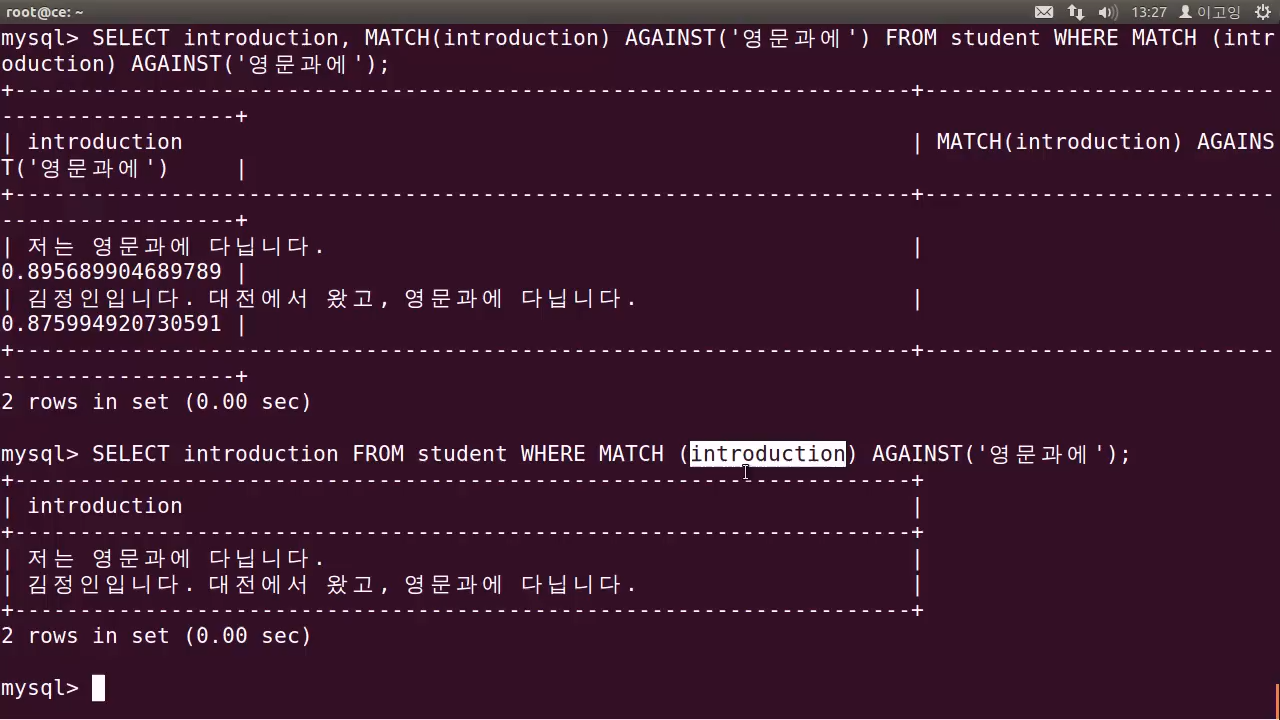 root@ce: ~ 13:27 이고잉
mysql> SELECT introduction, MATCH(introduction) AGAINST('영문과에') FROM student WHERE MATCH (intr
oduction) AGAINST('영문과에');
+----------------------------------------------------------------------+---------------------------
------------------+
| introduction | MATCH(introduction) AGAINS
T('영문과에') |
+----------------------------------------------------------------------+---------------------------
------------------+
| 저는 영문과에 다닙니다. |
0.895689904689789 |
| 김정인입니다. 대전에서 왔고, 영문과에 다닙니다. |
0.875994920730591 |
+----------------------------------------------------------------------+---------------------------
------------------+
2 rows in set (0.00 sec)
mysql> SELECT introduction FROM student WHERE MATCH (introduction) AGAINST('영문과에');
+----------------------------------------------------------------------+
| introduction |
+----------------------------------------------------------------------+
| 저는 영문과에 다닙니다. |
| 김정인입니다. 대전에서 왔고, 영문과에 다닙니다. |
+----------------------------------------------------------------------+
2 rows in set (0.00 sec)
mysql>